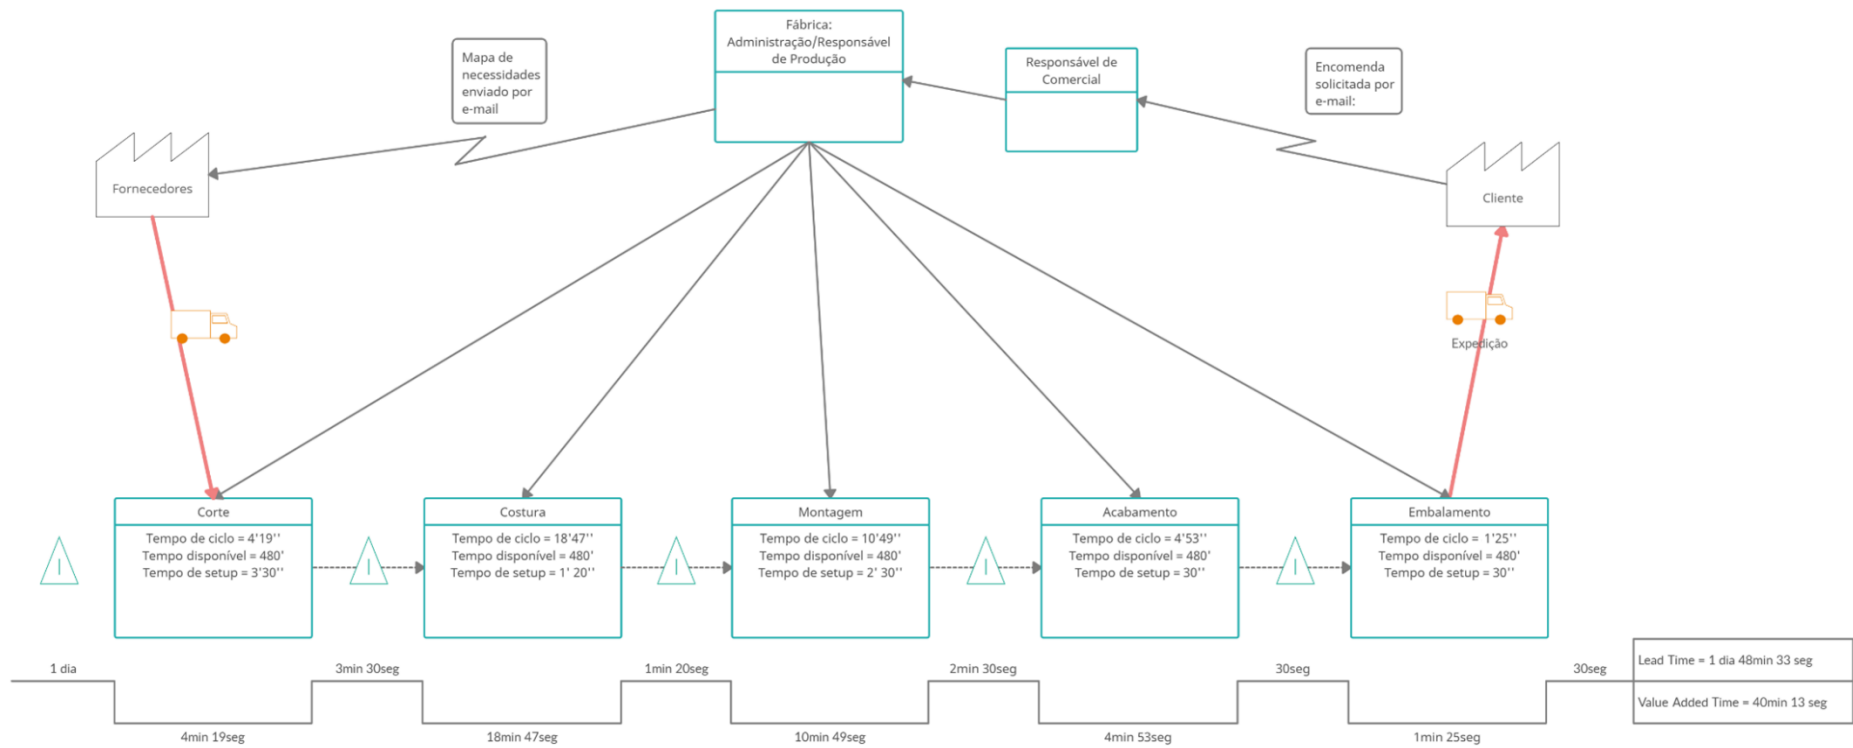 Fábrica:
Administração/Responsável
de Produção
Mapa de
necessidades
enviado por
e-mail
Responsável de
Comercial
Encomenda
solicitada por
e-mail:
Fornecedores
Cliente
Expedição
Corte
Tempo de ciclo = 4'19''
Tempo disponível = 480'
Tempo de setup = 3'30''
Costura
Tempo de ciclo = 18'47''
Tempo disponível = 480'
Tempo de setup = 1' 20''
Montagem
Tempo de ciclo = 10'49''
Tempo disponível = 480'
Tempo de setup = 2' 30''
Acabamento
Tempo de ciclo = 4'53''
Tempo disponível = 480'
Tempo de setup = 30''
Embalamento
Tempo de ciclo = 1'25''
Tempo disponível = 480'
Tempo de setup = 30''
I
I
I
I
I
1 dia
3min 30seg
1min 20seg
2min 30seg
30seg
30seg
4min 19seg
18min 47seg
10min 49seg
4min 53seg
1min 25seg
Lead Time = 1 dia 48min 33 seg
Value Added Time = 40min 13 seg